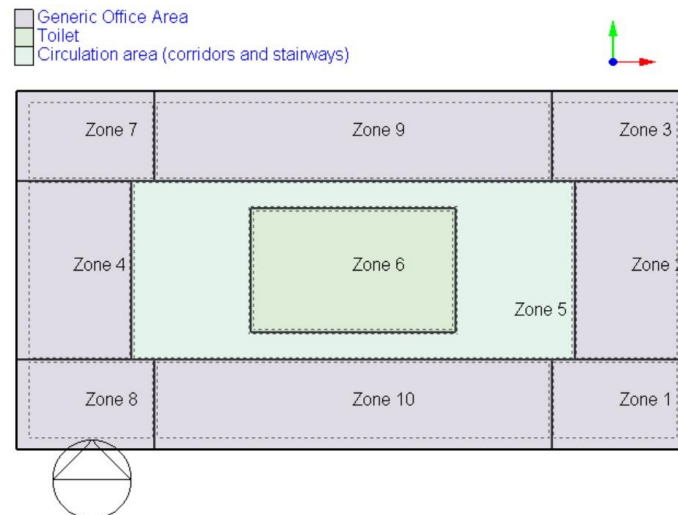 Generic Office Area
Toilet
Circulation area (corridors and stairways)
Zone 7 Zone 9 Zone 3
Zone 4 Zone 6 Zone 2
Zone 5
Zone 8 Zone 10 Zone 1